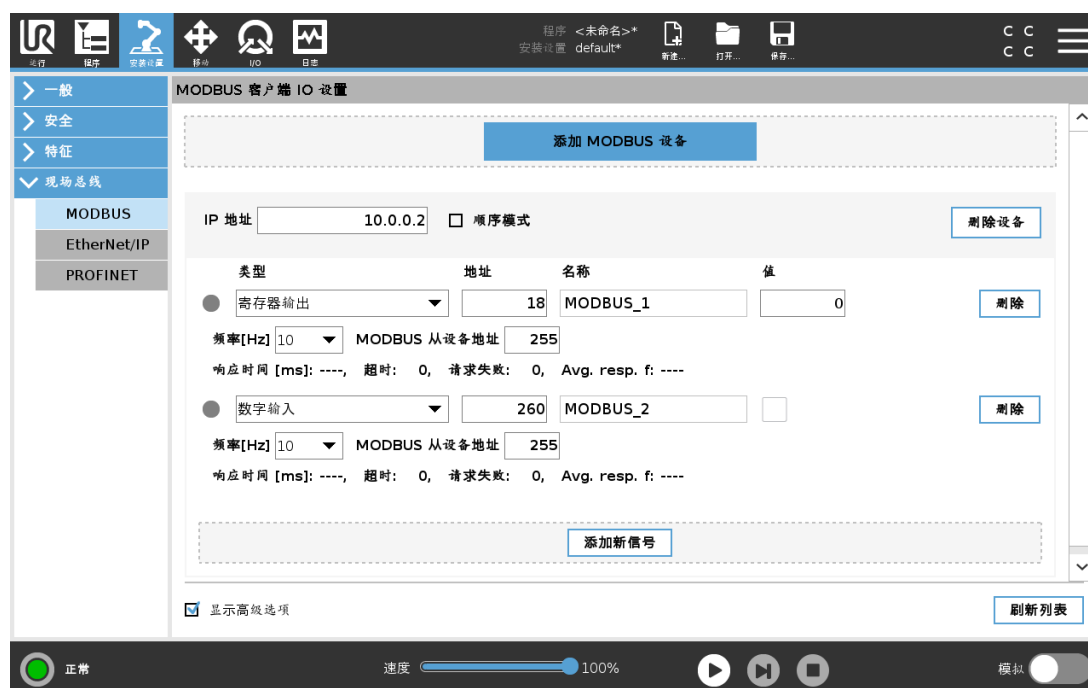 程序 <未命名>*
安装设置 default*
运行 程序 安装设置 移动 I/O 日志 新建... 打开... 保存...
C C
C C
一般
安全
特征
现场总线
MODBUS
EtherNet/IP
PROFINET
MODBUS 客户端 IO 设置
添加 MODBUS 设备
IP 地址 10.0.0.2 顺序模式 删除设备
类型 地址 名称 值
寄存器输出 18 MODBUS_1 0 删除
频率[Hz] 10 MODBUS 从设备地址 255
响应时间 [ms]: ----, 超时: 0, 请求失败: 0, Avg. resp. f: ----
数字输入 260 MODBUS_2 删除
频率[Hz] 10 MODBUS 从设备地址 255
响应时间 [ms]: ----, 超时: 0, 请求失败: 0, Avg. resp. f: ----
添加新信号
显示高级选项 刷新列表
正常 速度 100% 模拟